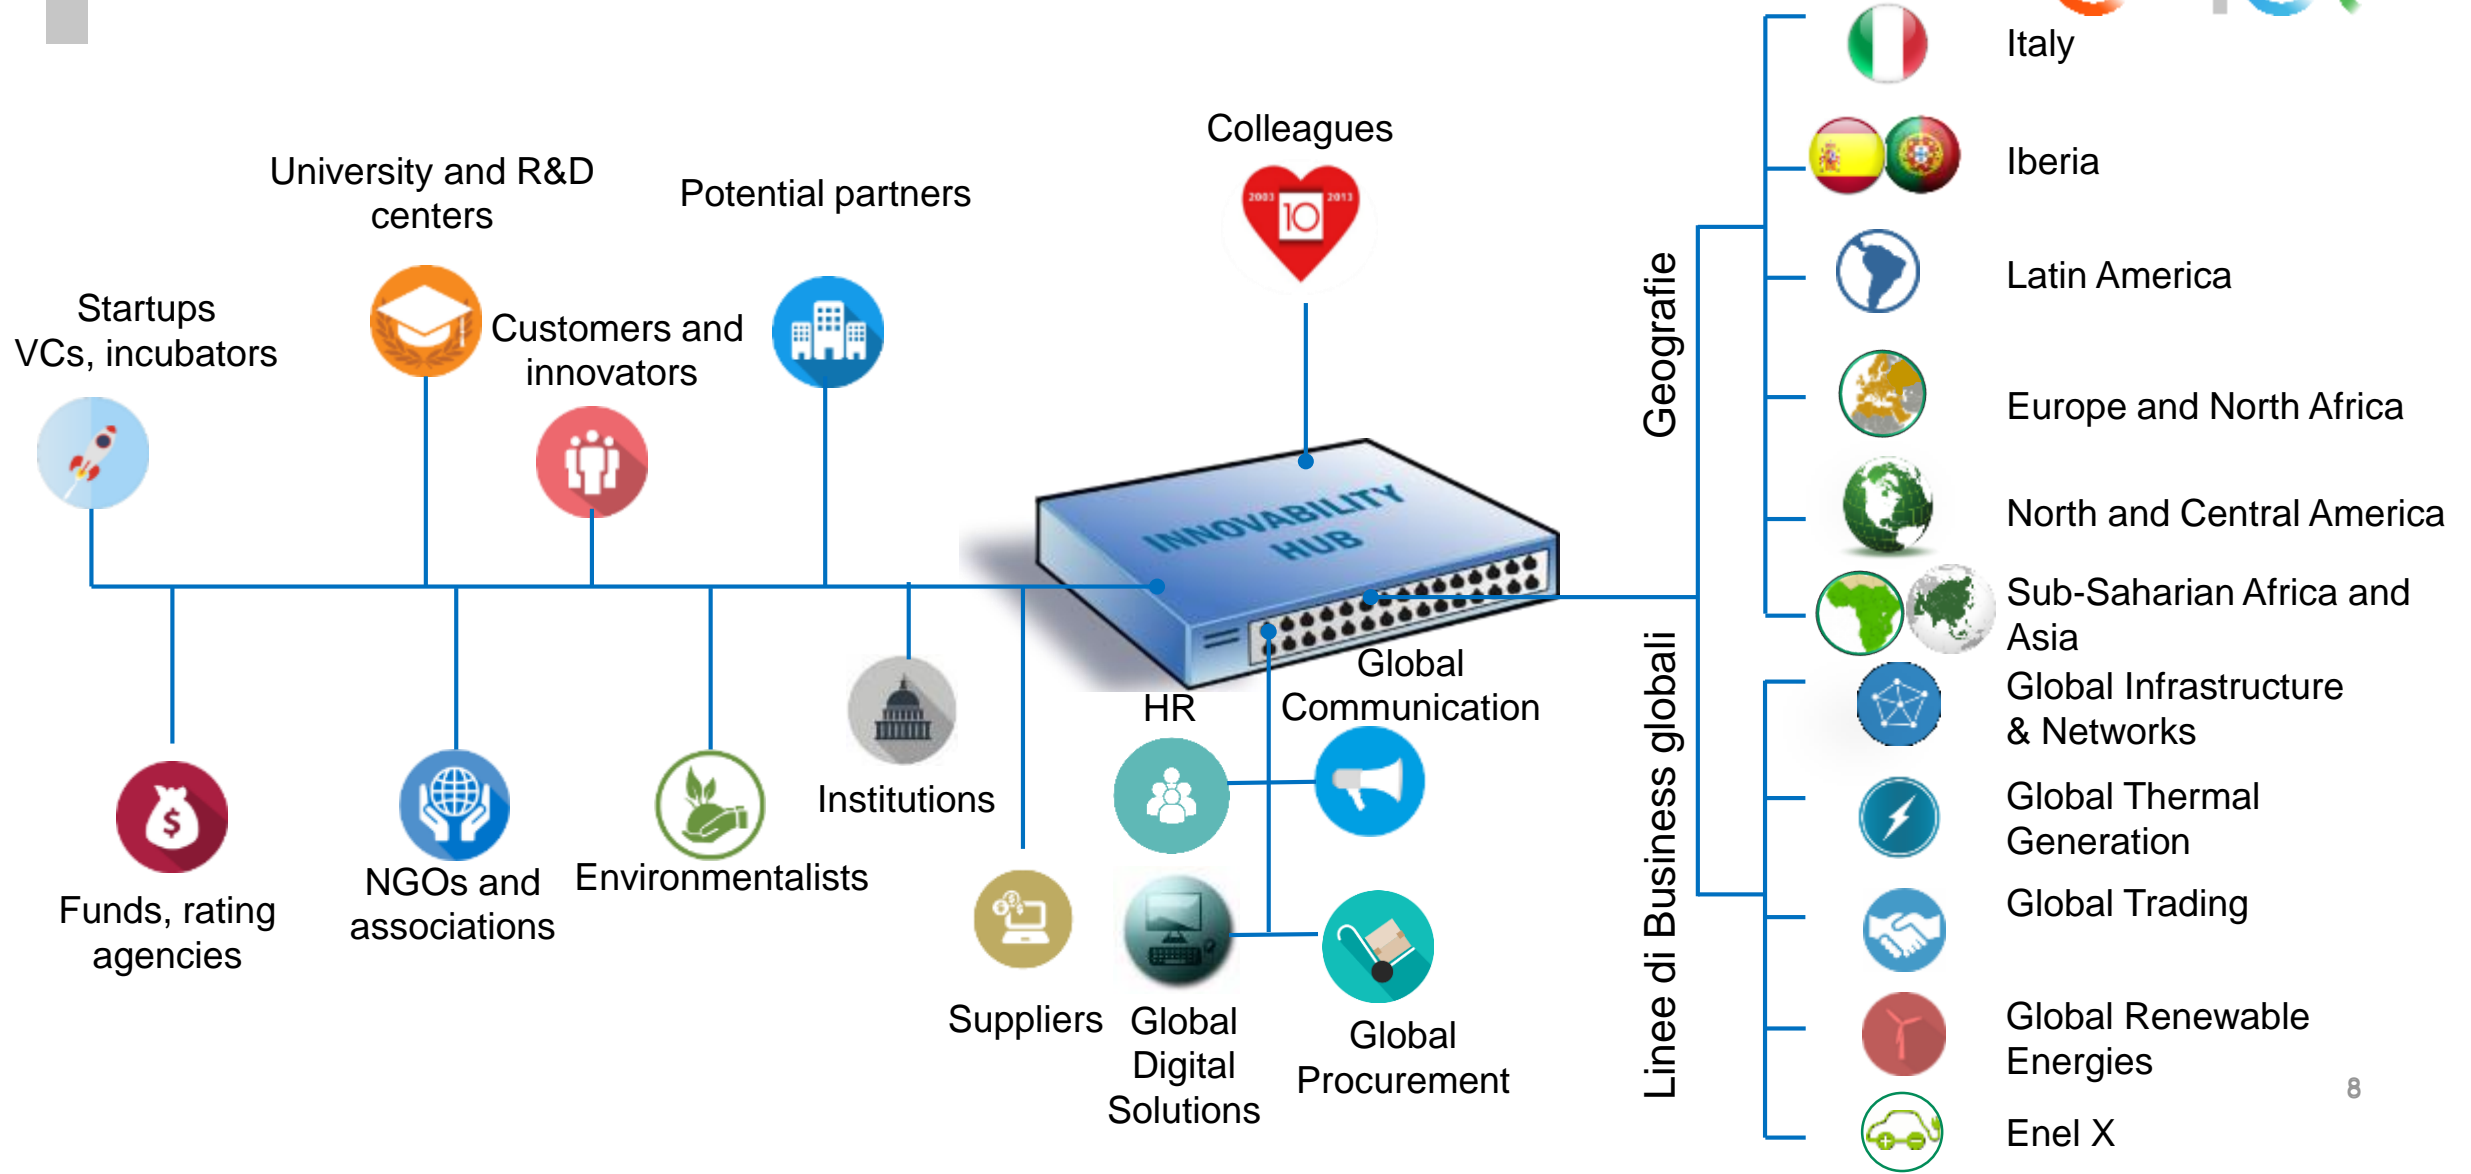 Colleagues
University and R&D
centers
Potential partners
Startups
VCs, incubators
Customers and
innovators
2003
10
2013
INNOVABILITY
HUB
Institutions
Funds, rating
agencies
NGOs and
associations
Environmentalists
Suppliers
HR
Global
Communication
Global
Digital
Solutions
Global
Procurement
Geografie
Italy
Iberia
Latin America
Europe and North Africa
North and Central America
Sub-Saharian Africa and
Asia
Linee di Business globali
Global Infrastructure
& Networks
Global Thermal
Generation
Global Trading
Global Renewable
Energies
Enel X
8